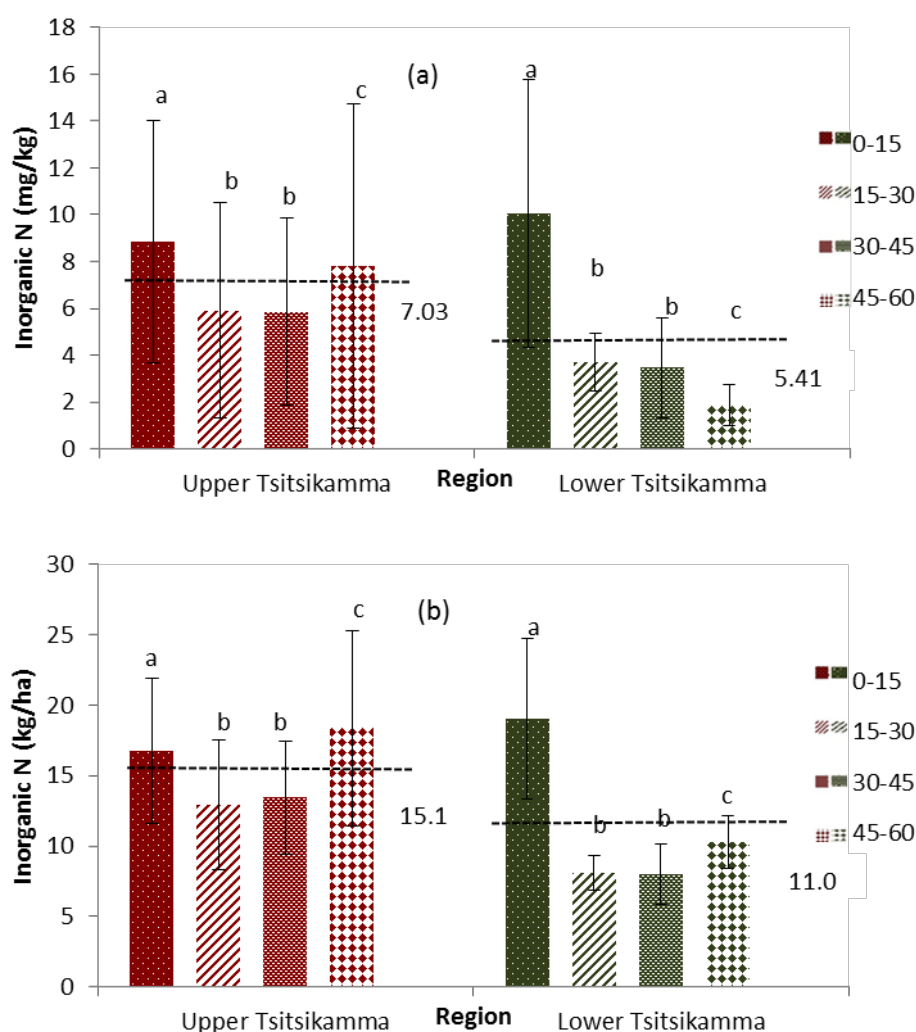 18
16
14
12
10
8
6
4
2
0
Inorganic N (mg/kg)
(a)
a
b
b
c
7.03
a
b
b
c
5.41
0-15
15-30
30-45
45-60
Upper Tsitsikamma
Region
Lower Tsitsikamma
30
25
20
15
10
5
0
Inorganic N (kg/ha)
(b)
a
b
b
c
15.1
a
b
b
c
11.0
0-15
15-30
30-45
45-60
Upper Tsitsikamma
Region
Lower Tsitsikamma